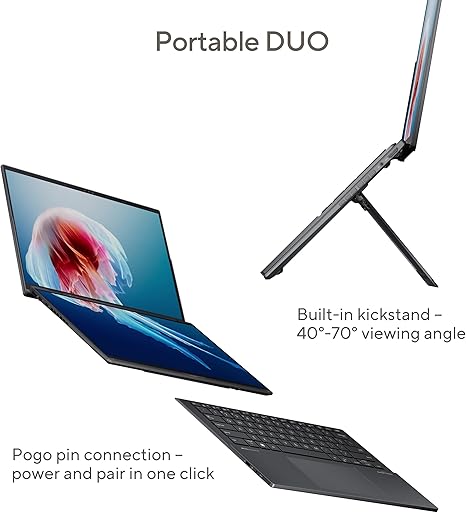 Portable DUO
Built-in kickstand –
40°-70° viewing angle
Pogo pin connection –
power and pair in one click